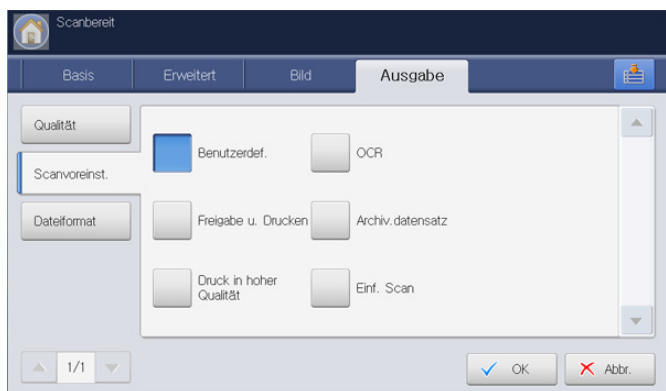 Scanbereit
Basis
Erweitert
Bild
Ausgabe
Qualität
Scanvoreinst.
Dateiformat
Benutzerdef.
OCR
Freigabe u. Drucken
Archiv.datensatz
Druck in hoher
Qualität
Einf. Scan
1/1
OK
Abbr.